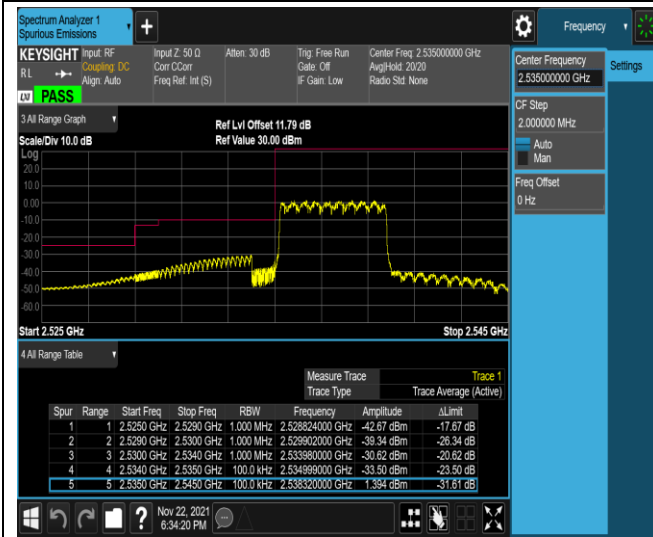 Spectrum Analyzer 1
Spurious Emissions
Frequency
KEYSIGHT
RL
PASS
Input: RF
Coupling: DC
Align: Auto
Input Z: 50 Ω
Corr CCorr
Freq Ref: Int (S)
Atten: 30 dB
Trig: Free Run
Gate: Off
IF Gain: Low
Center Freq: 2.535000000 GHz
Avg|Hold: 20/20
Radio Std: None
Center Frequency
2.535000000 GHz
Settings
CF Step
2.000000 MHz
Auto
Man
Freq Offset
0 Hz
3 All Range Graph
Scale/Div 10.0 dB
Ref Lvl Offset 11.79 dB
Ref Value 30.00 dBm
Log
20.0
10.0
0.00
-10.0
-20.0
-30.0
-40.0
-50.0
-60.0
Start 2.525 GHz
Stop 2.545 GHz
4 All Range Table
Measure Trace Trace 1
Trace Type Trace Average (Active)
Spur Range Start Freq Stop Freq RBW Frequency Amplitude ΔLimit
1 1 2.5250 GHz 2.5290 GHz 1.000 MHz 2.528824000 GHz -42.67 dBm -17.67 dB
2 2 2.5290 GHz 2.5300 GHz 1.000 MHz 2.529902000 GHz -39.34 dBm -26.34 dB
3 3 2.5300 GHz 2.5340 GHz 1.000 MHz 2.533980000 GHz -30.62 dBm -20.62 dB
4 4 2.5340 GHz 2.5350 GHz 100.0 kHz 2.534999000 GHz -33.50 dBm -23.50 dB
5 5 2.5350 GHz 2.5450 GHz 100.0 kHz 2.538320000 GHz 1.394 dBm -31.61 dB
Nov 22, 2021
6:34:20 PM